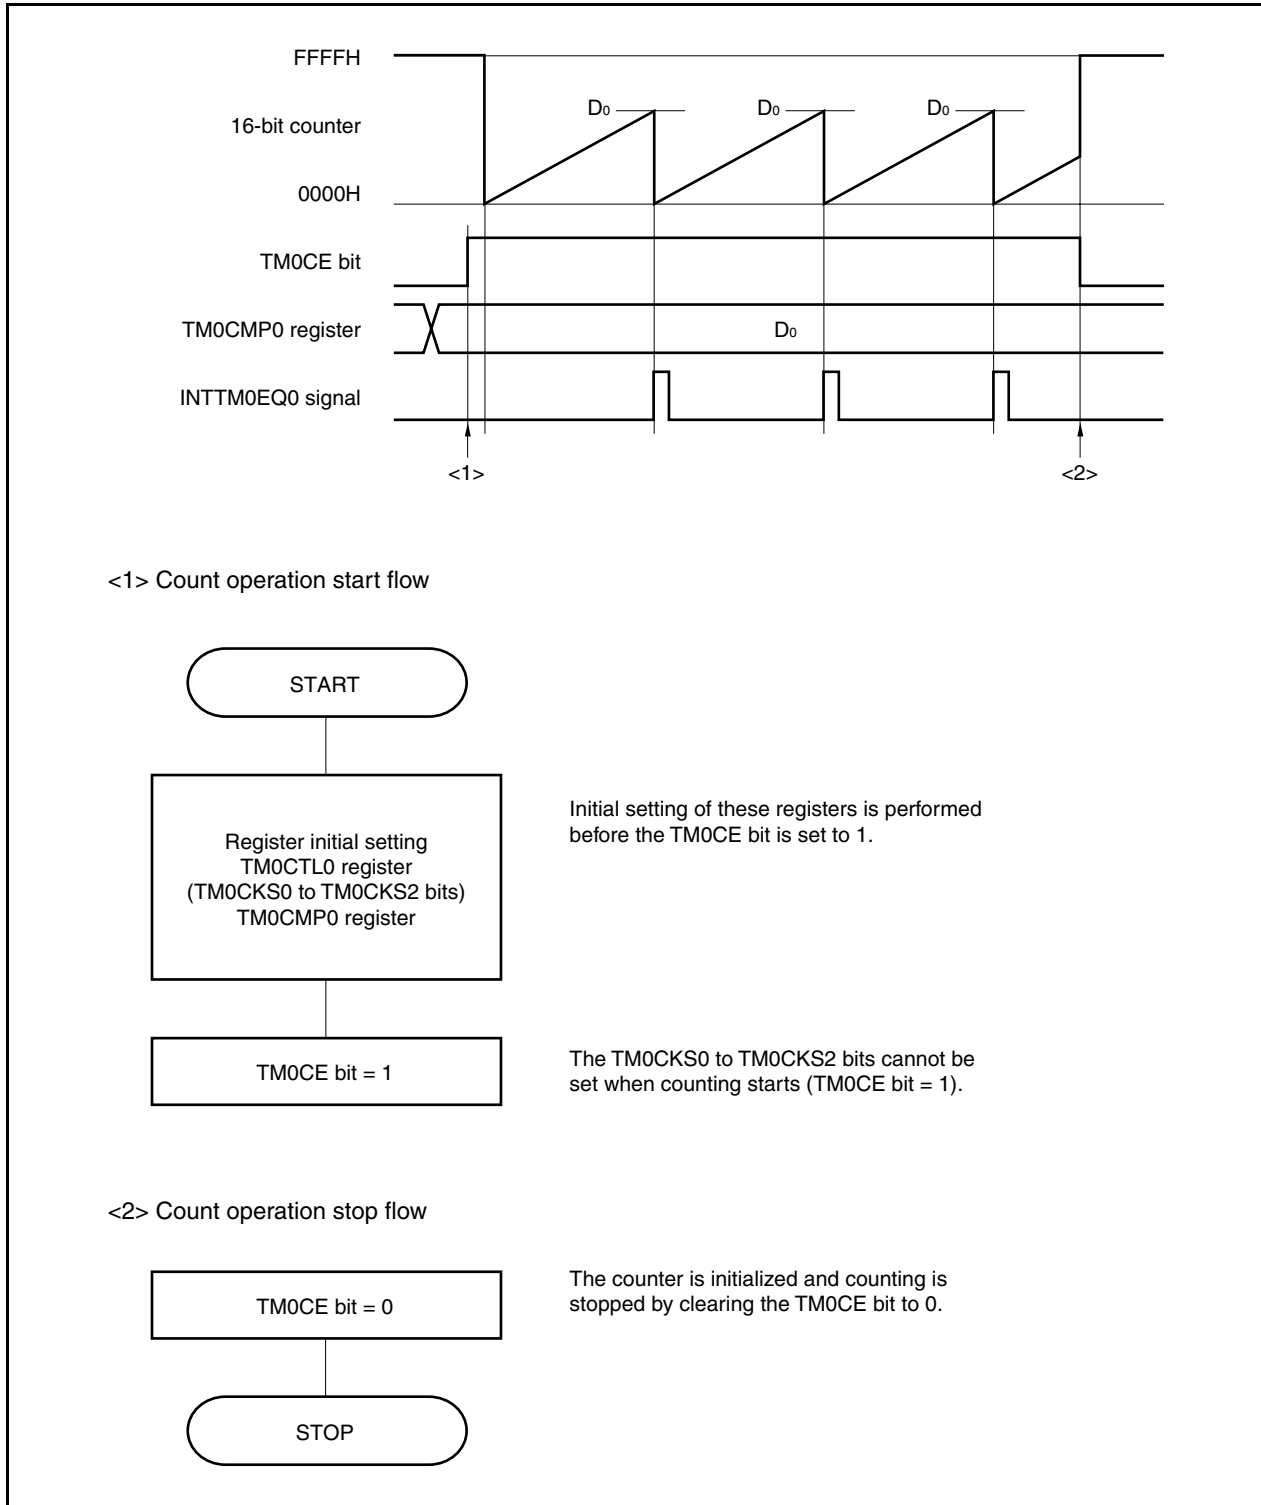 FFFFH
D0 D0 D0
16-bit counter
0000H
TM0CE bit
TM0CMP0 register D0
INTTM0EQ0 signal
<1> <2>
<1> Count operation start flow
START
Register initial setting
TM0CTL0 register
(TM0CKS0 to TM0CKS2 bits)
TM0CMP0 register
Initial setting of these registers is performed
before the TM0CE bit is set to 1.
TM0CE bit = 1
The TM0CKS0 to TM0CKS2 bits cannot be
set when counting starts (TM0CE bit = 1).
<2> Count operation stop flow
TM0CE bit = 0
The counter is initialized and counting is
stopped by clearing the TM0CE bit to 0.
STOP